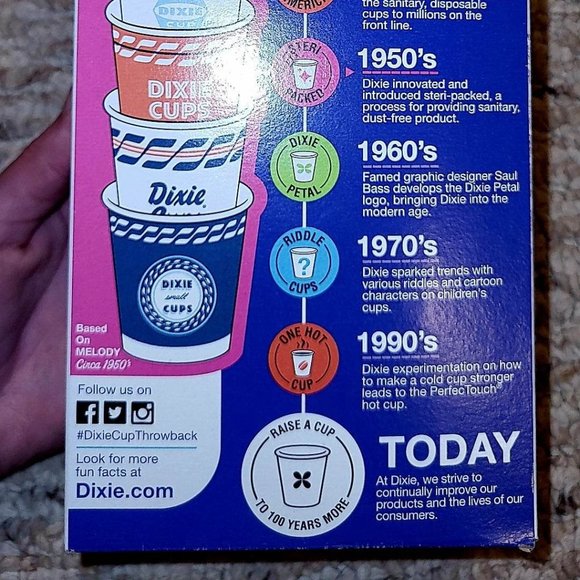 AMERICA
the sanitary, disposable
cups to millions on the
front line.
STERI
PACKED
1950's
Dixie innovated and
introduced steri-packed, a
process for providing sanitary,
dust-free product.
DIXIE
PETAL
1960's
Famed graphic designer Saul
Bass develops the Dixie Petal
logo, bringing Dixie into the
modern age.
RIDDLE
?
CUPS
1970's
Dixie sparked trends with
various riddles and cartoon
characters on children's
cups.
ONE HOT
CUP
1990's
Dixie experimentation on how
to make a cold cup stronger
leads to the PerfecTouch®
hot cup.
RAISE A CUP
TO 100 YEARS MORE
TODAY
At Dixie, we strive to
continually improve our
products and the lives of our
consumers.
DIXIE
CUPS
DIXIE
CUPS
Dixie
Cups
DIXIE
small
CUPS
Based
On
MELODY
Circa 1950's
Follow us on
#DixieCupThrowback
Look for more
fun facts at
Dixie.com